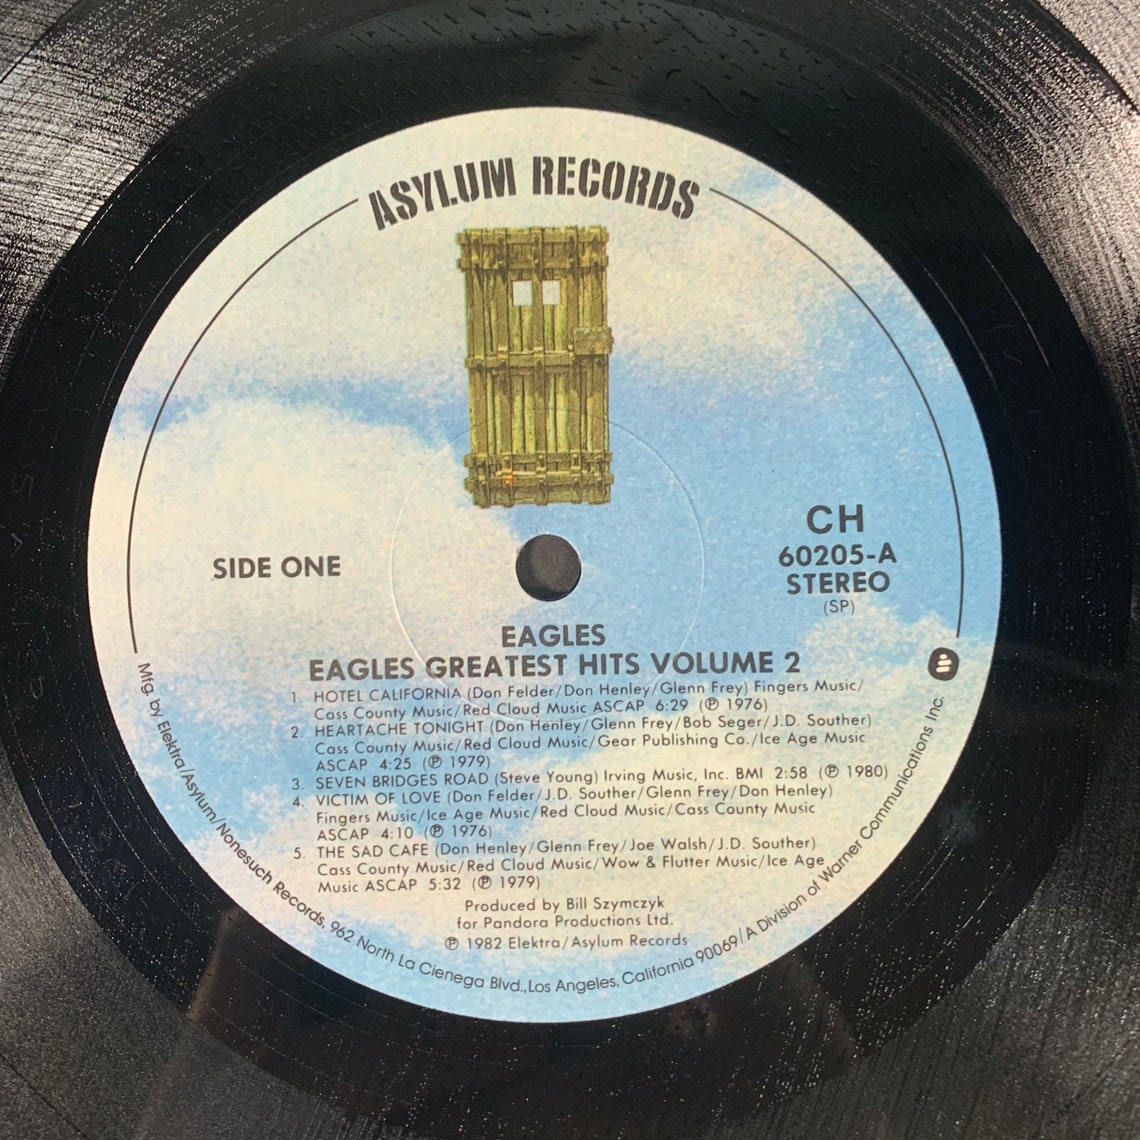 ASYLUM RECORDS
SIDE ONE
CH
60205-A
STEREO
(SP)
EAGLES
EAGLES GREATEST HITS VOLUME 2
1. HOTEL CALIFORNIA (Don Felder/Don Henley/Glenn Frey) Fingers Music/
Cass County Music/Red Cloud Music ASCAP 6:29 (℗ 1976)
2. HEARTACHE TONIGHT (Don Henley/Glenn Frey/Bob Seger/J.D. Souther)
Cass County Music/Red Cloud Music/Gear Publishing Co./Ice Age Music
ASCAP 4:25 (℗ 1979)
3. SEVEN BRIDGES ROAD (Steve Young) Irving Music, Inc. BMI 2:58 (℗ 1980)
4. VICTIM OF LOVE (Don Felder/J.D. Souther/Glenn Frey/Don Henley)
Fingers Music/Ice Age Music/Red Cloud Music/Cass County Music
ASCAP 4:10 (℗ 1976)
5. THE SAD CAFE (Don Henley/Glenn Frey/Joe Walsh/J.D. Souther)
Cass County Music/Red Cloud Music/Wow & Flutter Music/Ice Age
Music ASCAP 5:32 (℗ 1979)
Produced by Bill Szymczyk
for Pandora Productions Ltd.
℗ 1982 Elektra/Asylum Records
Mfg. by Elektra/Asylum/Nonesuch Records, 962 North La Cienega Blvd., Los Angeles, California 90069/A Division of Warner Communications Inc.